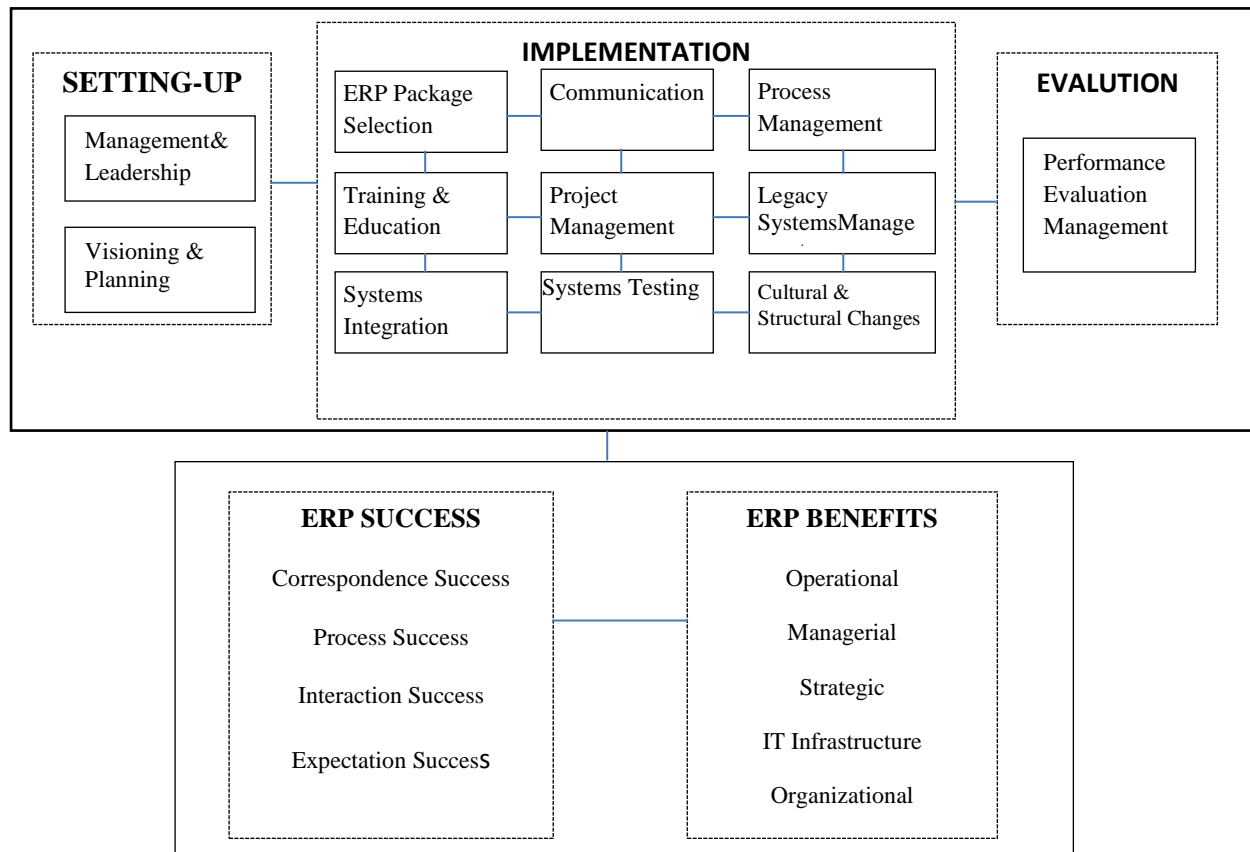 SETTING-UP
Management&
Leadership
Visioning &
Planning
IMPLEMENTATION
ERP Package
Selection
Communication
Process
Management
Training &
Education
Project
Management
Legacy
SystemsManage
Systems
Integration
Systems Testing
Cultural &
Structural Changes
EVALUTION
Performance
Evaluation
Management
ERP SUCCESS
Correspondence Success
Process Success
Interaction Success
Expectation Success
ERP BENEFITS
Operational
Managerial
Strategic
IT Infrastructure
Organizational